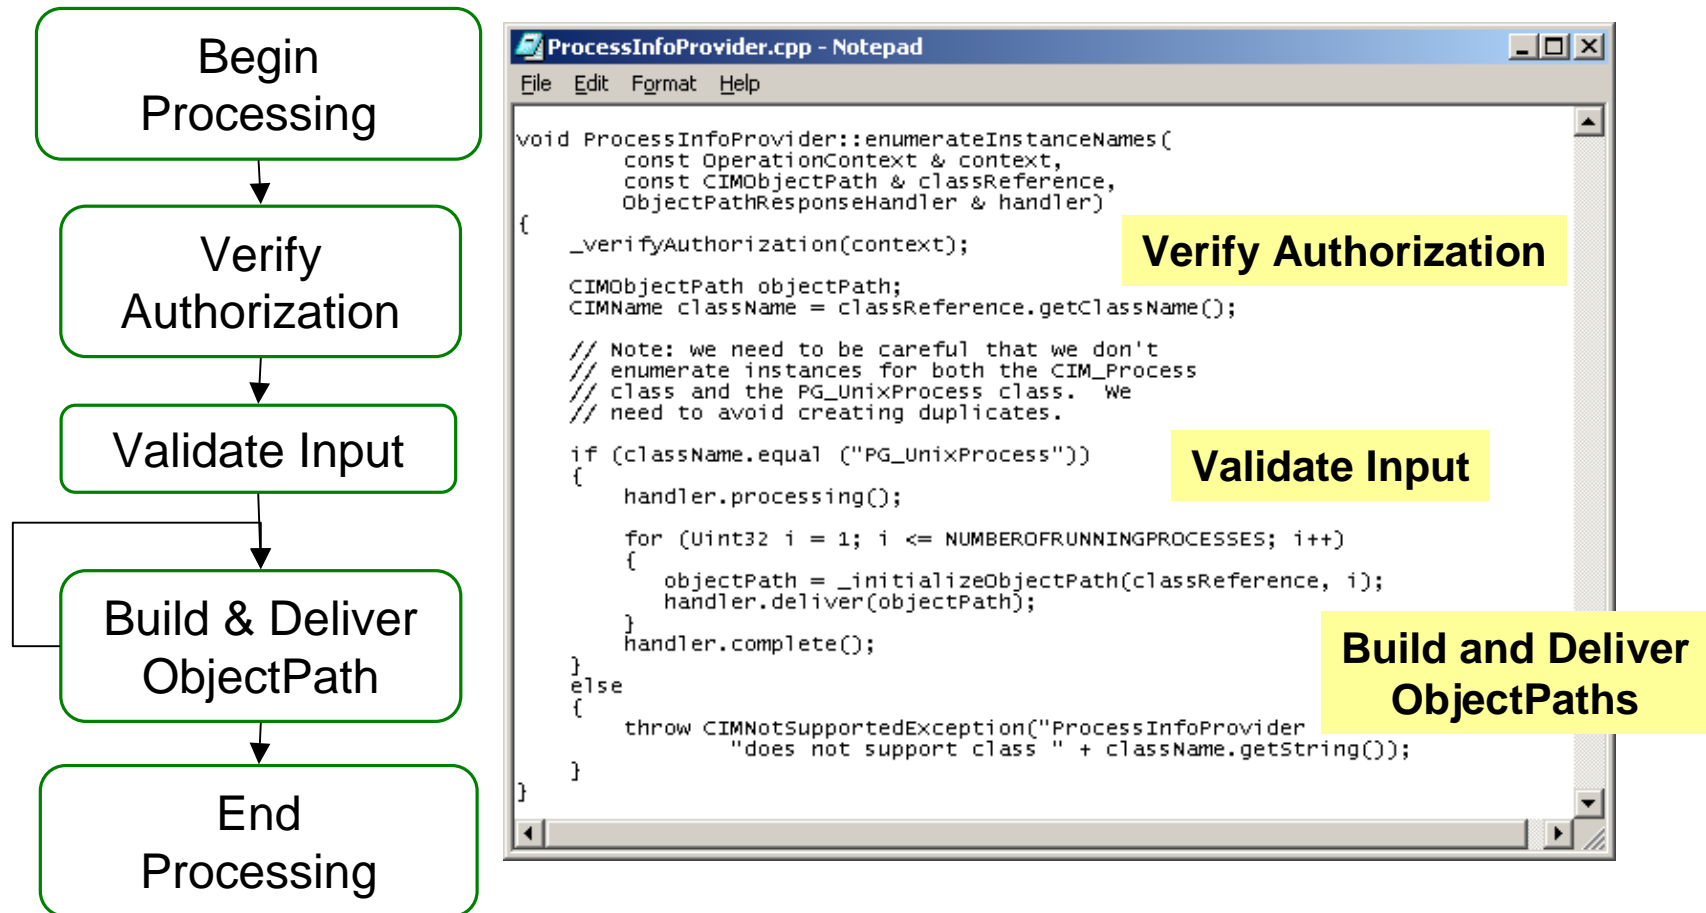 Begin
Processing
Verify
Authorization
Validate Input
Build & Deliver
ObjectPath
End
Processing
ProcessInfoProvider.cpp - Notepad
File Edit Format Help
void ProcessInfoProvider::enumerateInstanceNames(
const OperationContext & context,
const CIMObjectPath & classReference,
ObjectPathResponseHandler & handler)
{
_verifyAuthorization(context);
Verify Authorization
CIMObjectPath objectPath;
CIMName className = classReference.getClassName();
// Note: we need to be careful that we don't
// enumerate instances for both the CIM_Process
// class and the PG_UnixProcess class.  We
// need to avoid creating duplicates.
if (className.equal ("PG_UnixProcess"))
Validate Input
{
handler.processing();
for (Uint32 i = 1; i <= NUMBEROFRUNNINGPROCESSES; i++)
{
objectPath = _initializeObjectPath(classReference, i);
handler.deliver(objectPath);
}
handler.complete();
Build and Deliver
ObjectPaths
}
else
{
throw CIMNotSupportedException("ProcessInfoProvider
"does not support class " + className.getString());
}
}